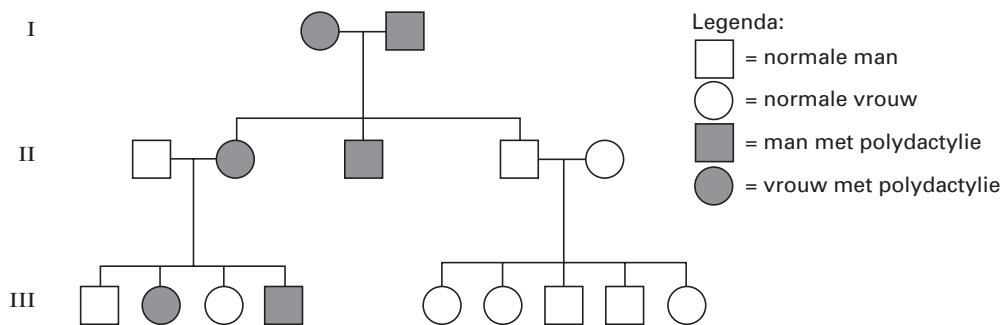 I
II
III
Legenda:
= normale man
= normale vrouw
= man met polydactylie
= vrouw met polydactylie